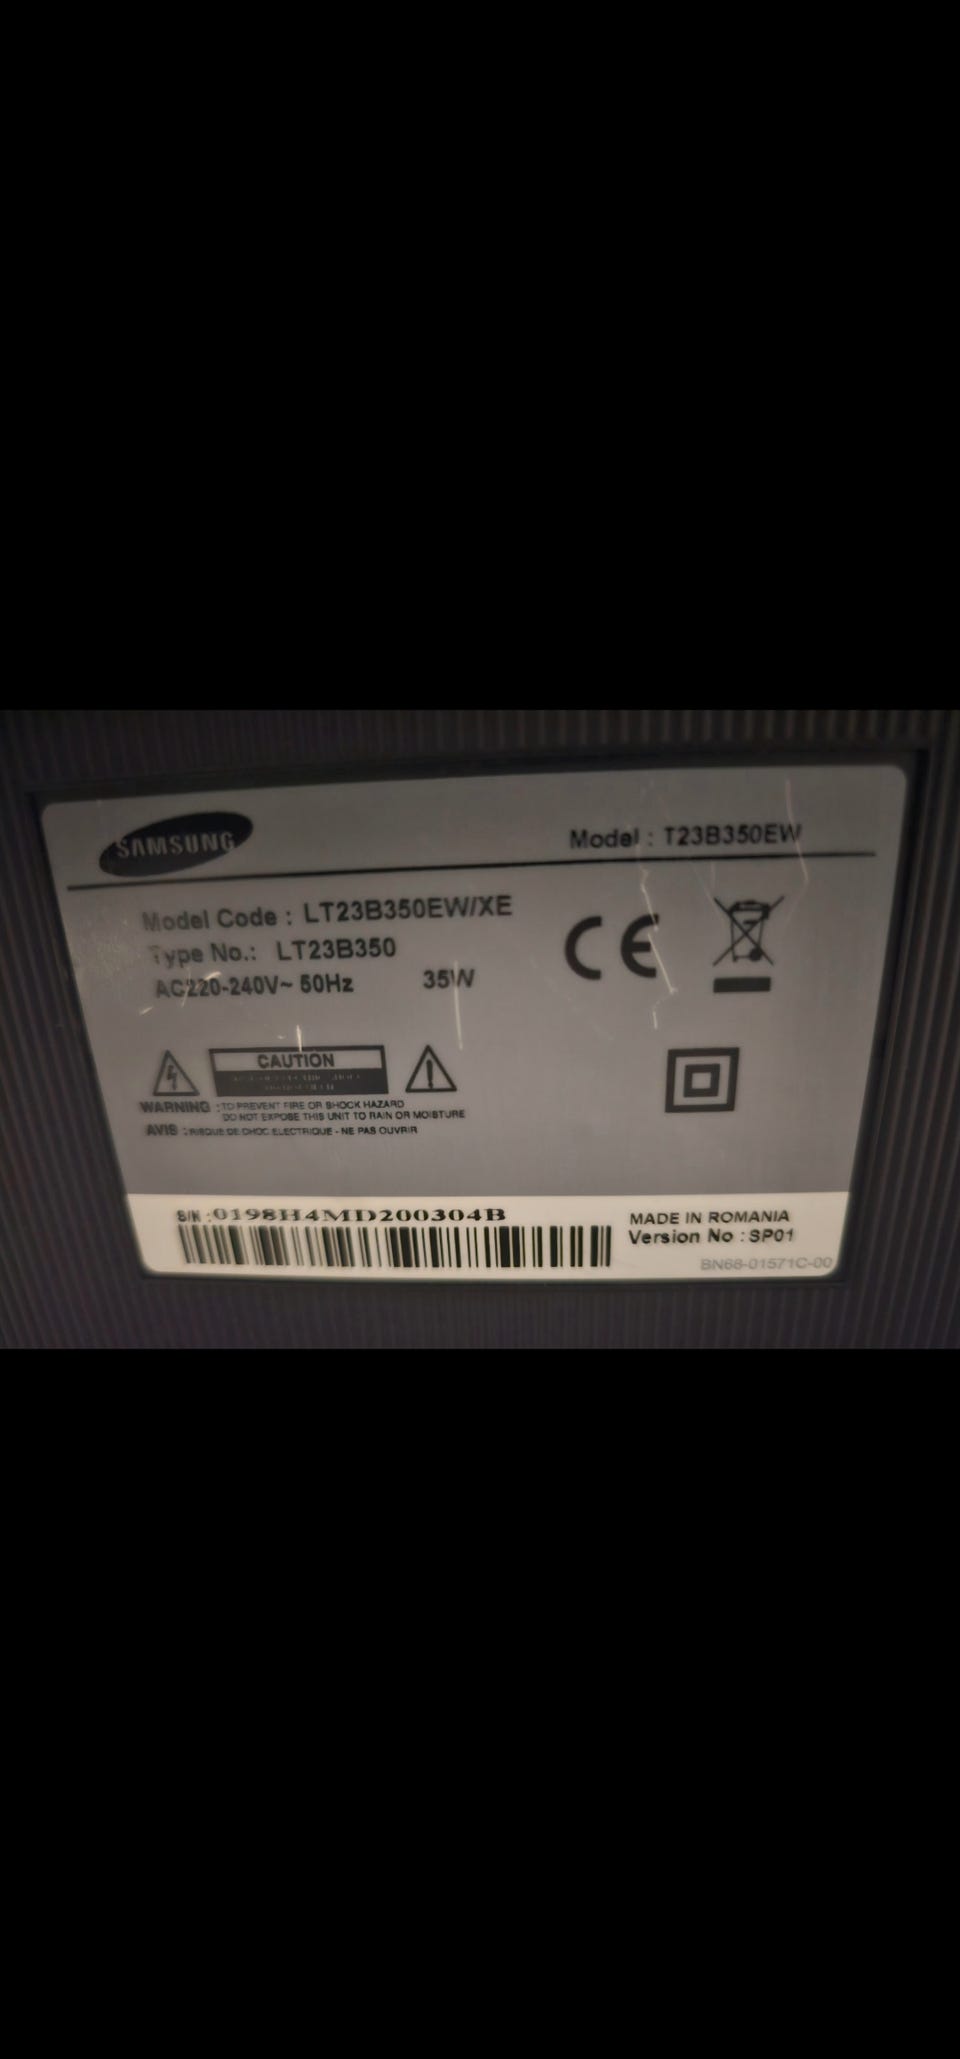 SAMSUNG
Model : T23B350EW
Model Code : LT23B350EW/XE
Type No.: LT23B350
AC220-240V~ 50Hz 35W
CAUTION
WARNING : TO PREVENT FIRE OR SHOCK HAZARD
DO NOT EXPOSE THIS UNIT TO RAIN OR MOISTURE
AVIS : RISQUE DE CHOC ELECTRIQUE - NE PAS OUVRIR
S/N : 0198H4MD200304B
MADE IN ROMANIA
Version No : SP01
BN68-01571C-00